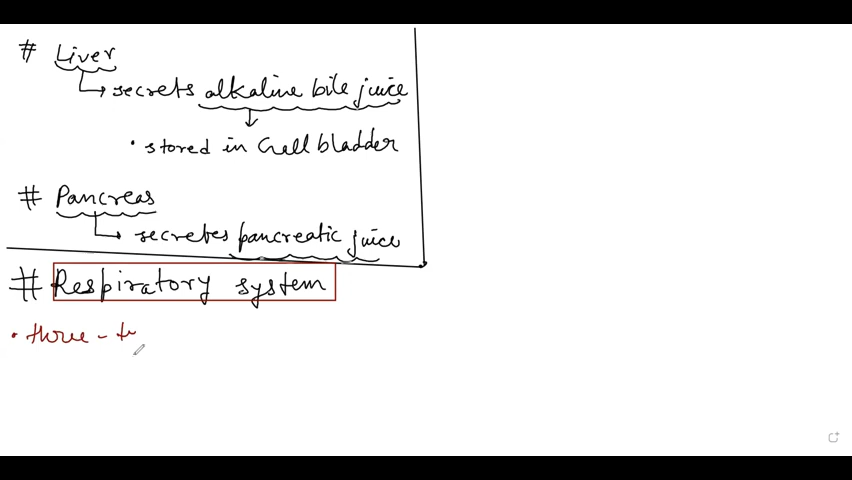 # Liver
↳ secrets alkaline bile juice
• stored in Gall bladder
# Pancreas
↳ secretes pancreatic juice
# Respiratory system
• three -